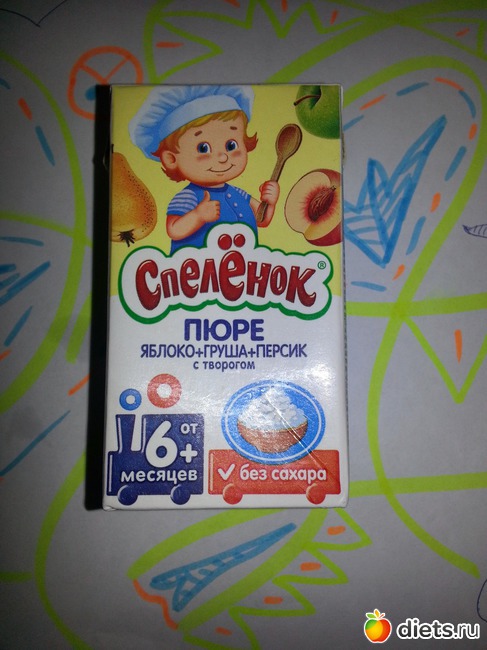 Спелёнок®
ПЮРЕ
ЯБЛОКО+ГРУША+ПЕРСИК
с творогом
от
6+
месяцев
без сахара
diets.ru